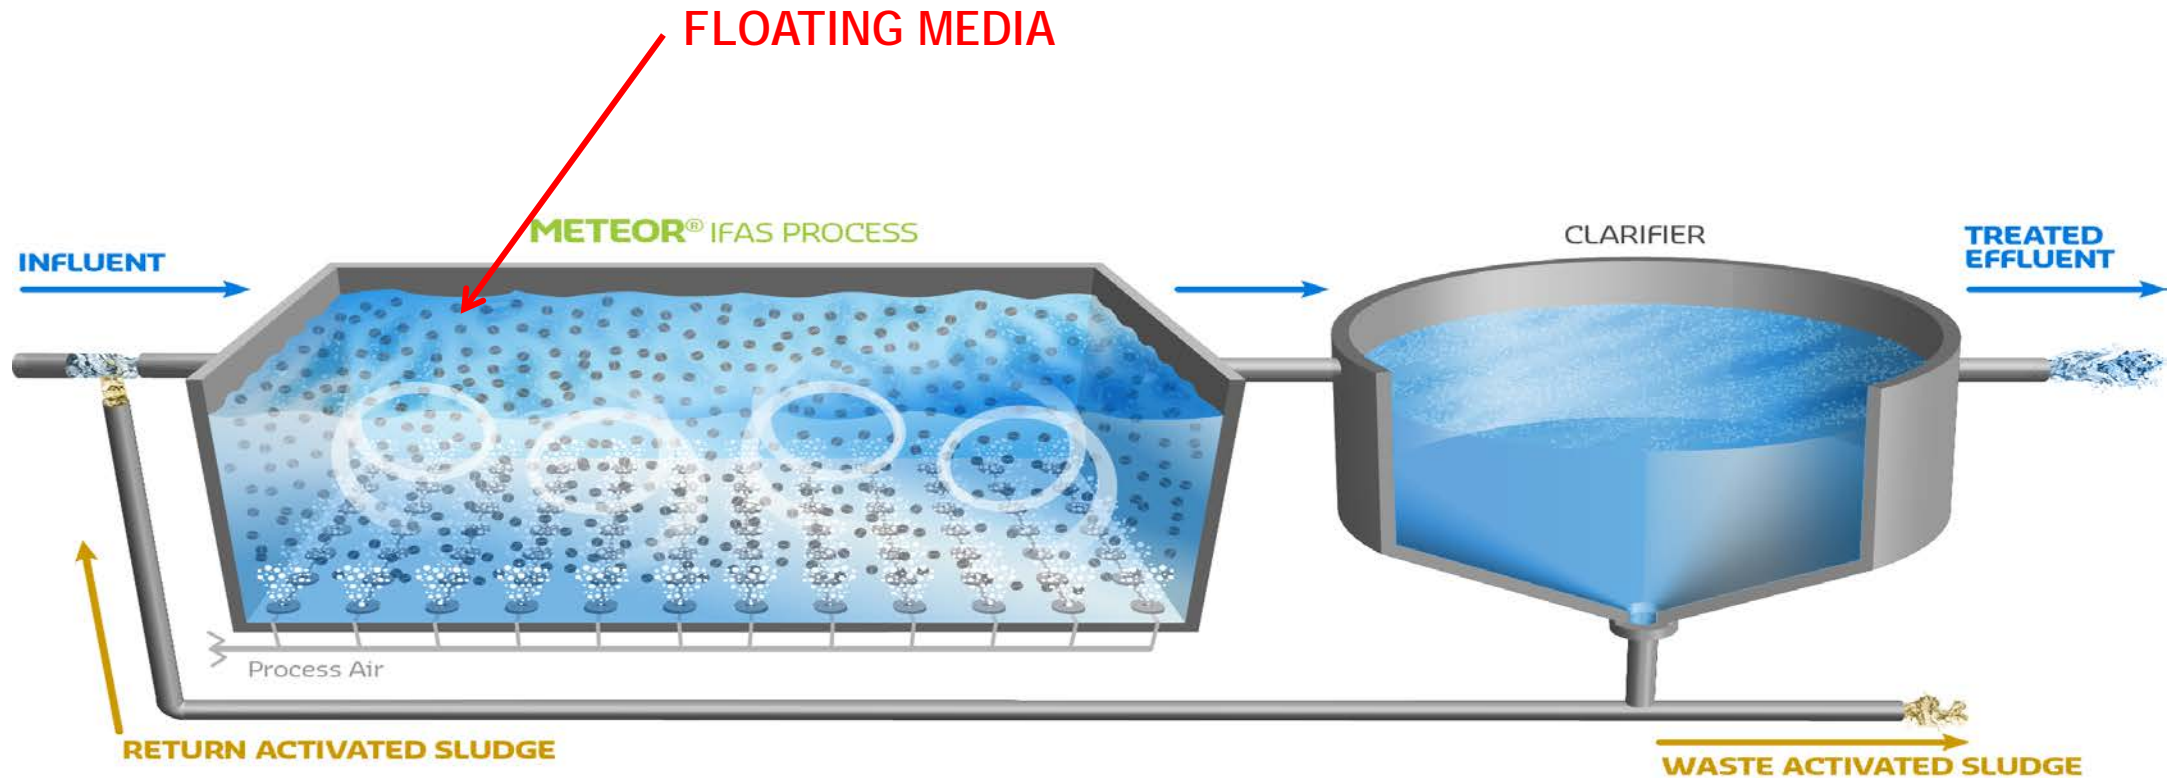 FLOATING MEDIA
METEOR® IFAS PROCESS
CLARIFIER
INFLUENT
TREATED
EFFLUENT
Process Air
RETURN ACTIVATED SLUDGE
WASTE ACTIVATED SLUDGE